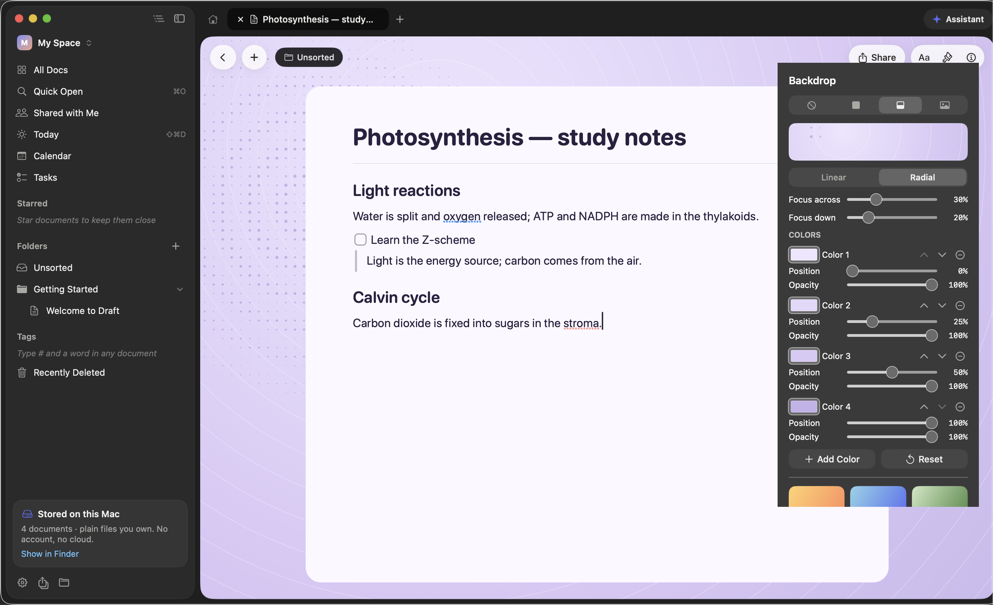 Photosynthesis — study...
Assistant
M My Space
All Docs
Quick Open ⌘O
Shared with Me
Today ⇧⌘D
Calendar
Tasks
Starred
Star documents to keep them close
Folders
Unsorted
Getting Started
Welcome to Draft
Tags
Type # and a word in any document
Recently Deleted
Stored on this Mac
4 documents · plain files you own. No
account, no cloud.
Show in Finder
Unsorted
Share
Aa
Photosynthesis — study notes
Light reactions
Water is split and oxygen released; ATP and NADPH are made in the thylakoids.
Learn the Z-scheme
Light is the energy source; carbon comes from the air.
Calvin cycle
Carbon dioxide is fixed into sugars in the stroma.
Backdrop
Linear Radial
Focus across 30%
Focus down 20%
COLORS
Color 1
Position 0%
Opacity 100%
Color 2
Position 25%
Opacity 100%
Color 3
Position 50%
Opacity 100%
Color 4
Position 100%
Opacity 100%
Add Color Reset